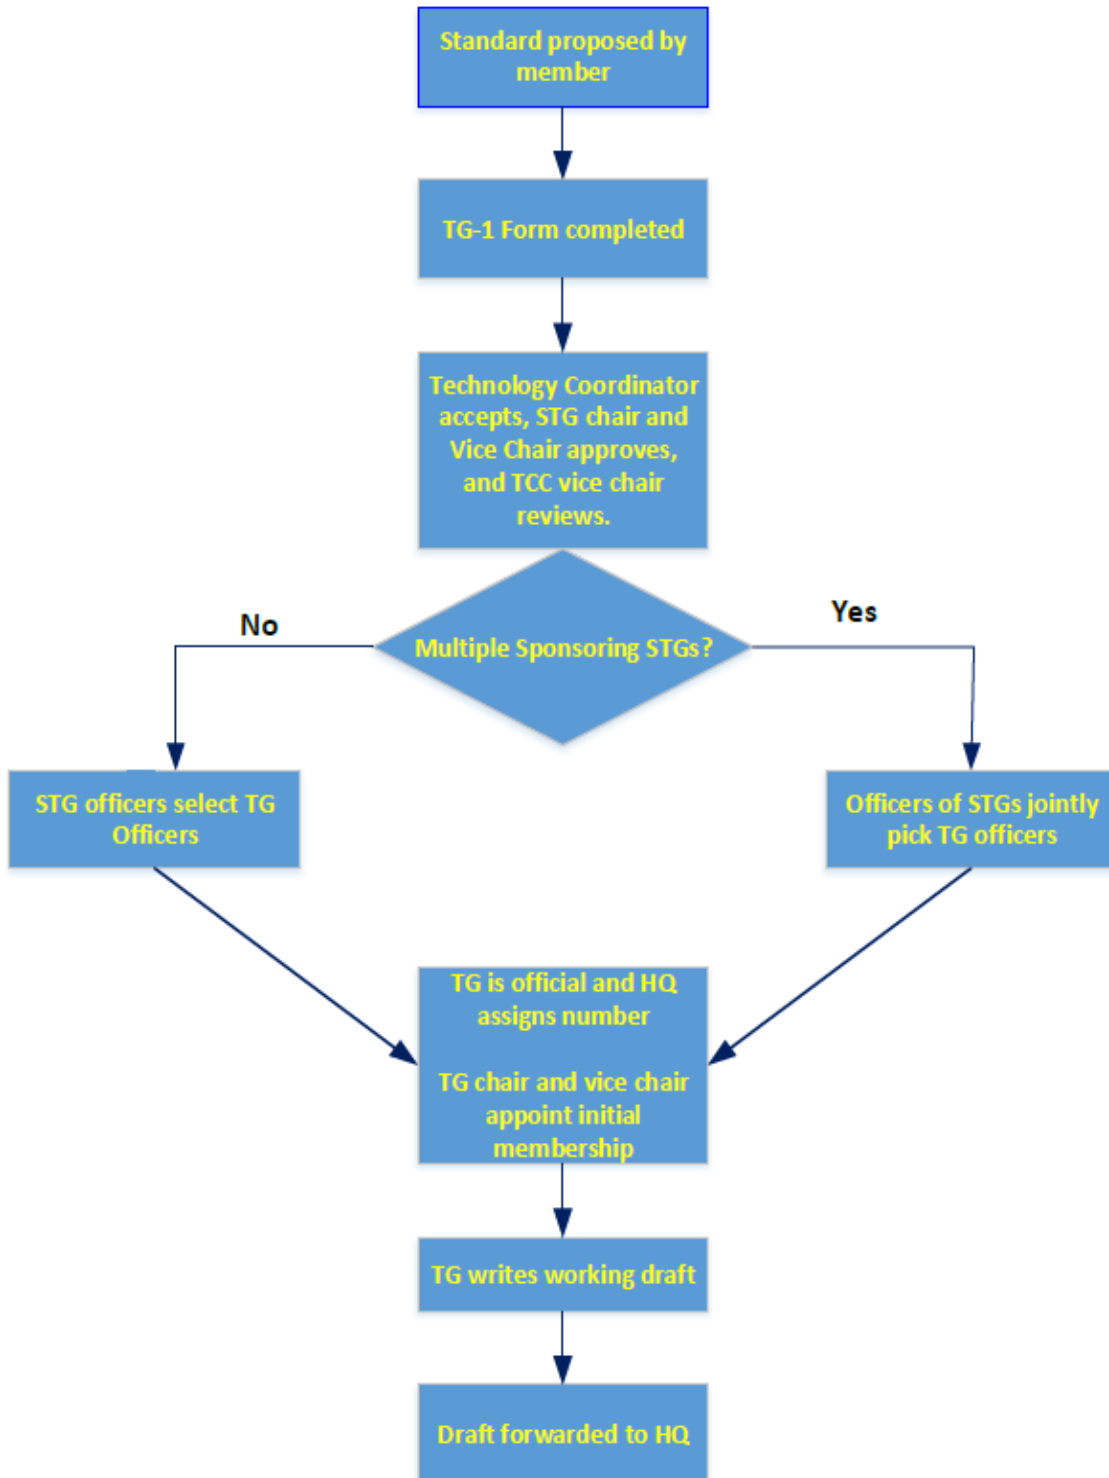 Standard proposed by
member
TG-1 Form completed
Technology Coordinator
accepts, STG chair and
Vice Chair approves,
and TCC vice chair
reviews.
No
Yes
Multiple Sponsoring STGs?
STG officers select TG
Officers
Officers of STGs jointly
pick TG officers
TG is official and HQ
assigns number
TG chair and vice chair
appoint initial
membership
TG writes working draft
Draft forwarded to HQ